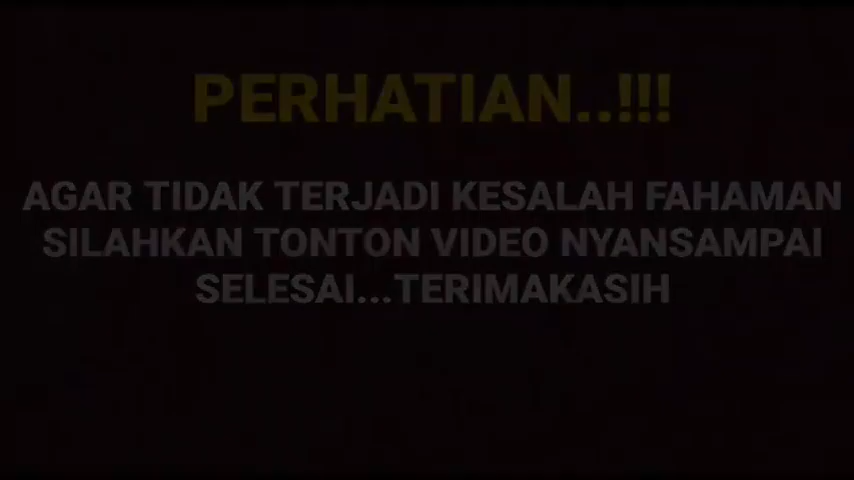 PERHATIAN..!!!
AGAR TIDAK TERJADI KESALAH FAHAMAN
SILAHKAN TONTON VIDEO NYANSAMPAI
SELESAI...TERIMAKASIH